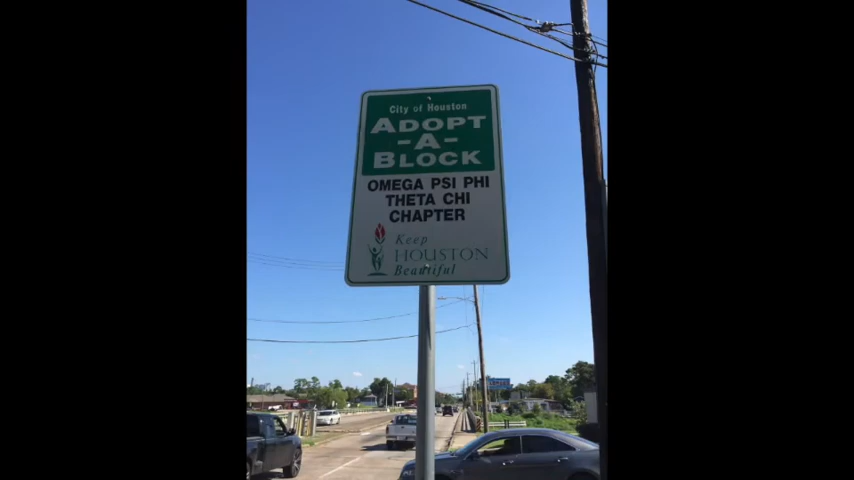 City of Houston
ADOPT
-A-
BLOCK
OMEGA PSI PHI
THETA CHI
CHAPTER
Keep
HOUSTON
Beautiful